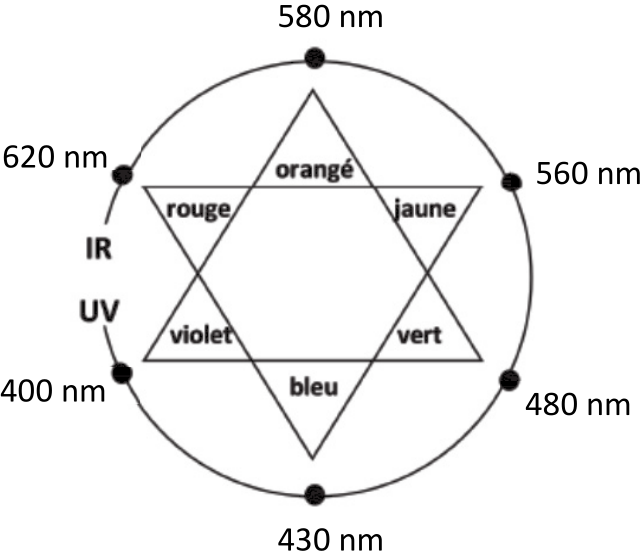 580 nm
620 nm
orangé
560 nm
rouge
jaune
IR
UV
violet
vert
400 nm
bleu
480 nm
430 nm